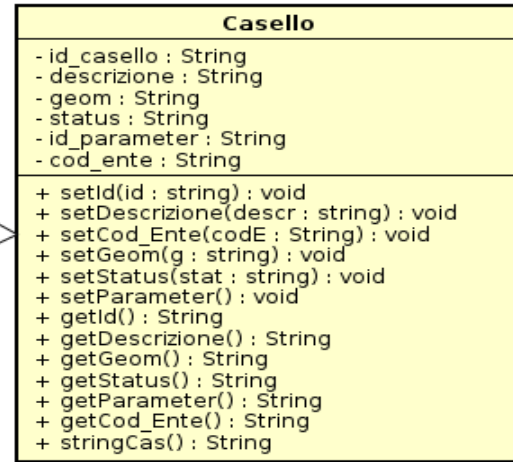 Casello
- id_casello : String
- descrizione : String
- geom : String
- status : String
- id_parameter : String
- cod_ente : String
+ setId(id : string) : void
+ setDescrizione(descr : string) : void
+ setCod_Ente(codE : String) : void
+ setGeom(g : string) : void
+ setStatus(stat : string) : void
+ setParameter() : void
+ getId() : String
+ getDescrizione() : String
+ getGeom() : String
+ getStatus() : String
+ getParameter() : String
+ getCod_Ente() : String
+ stringCas() : String